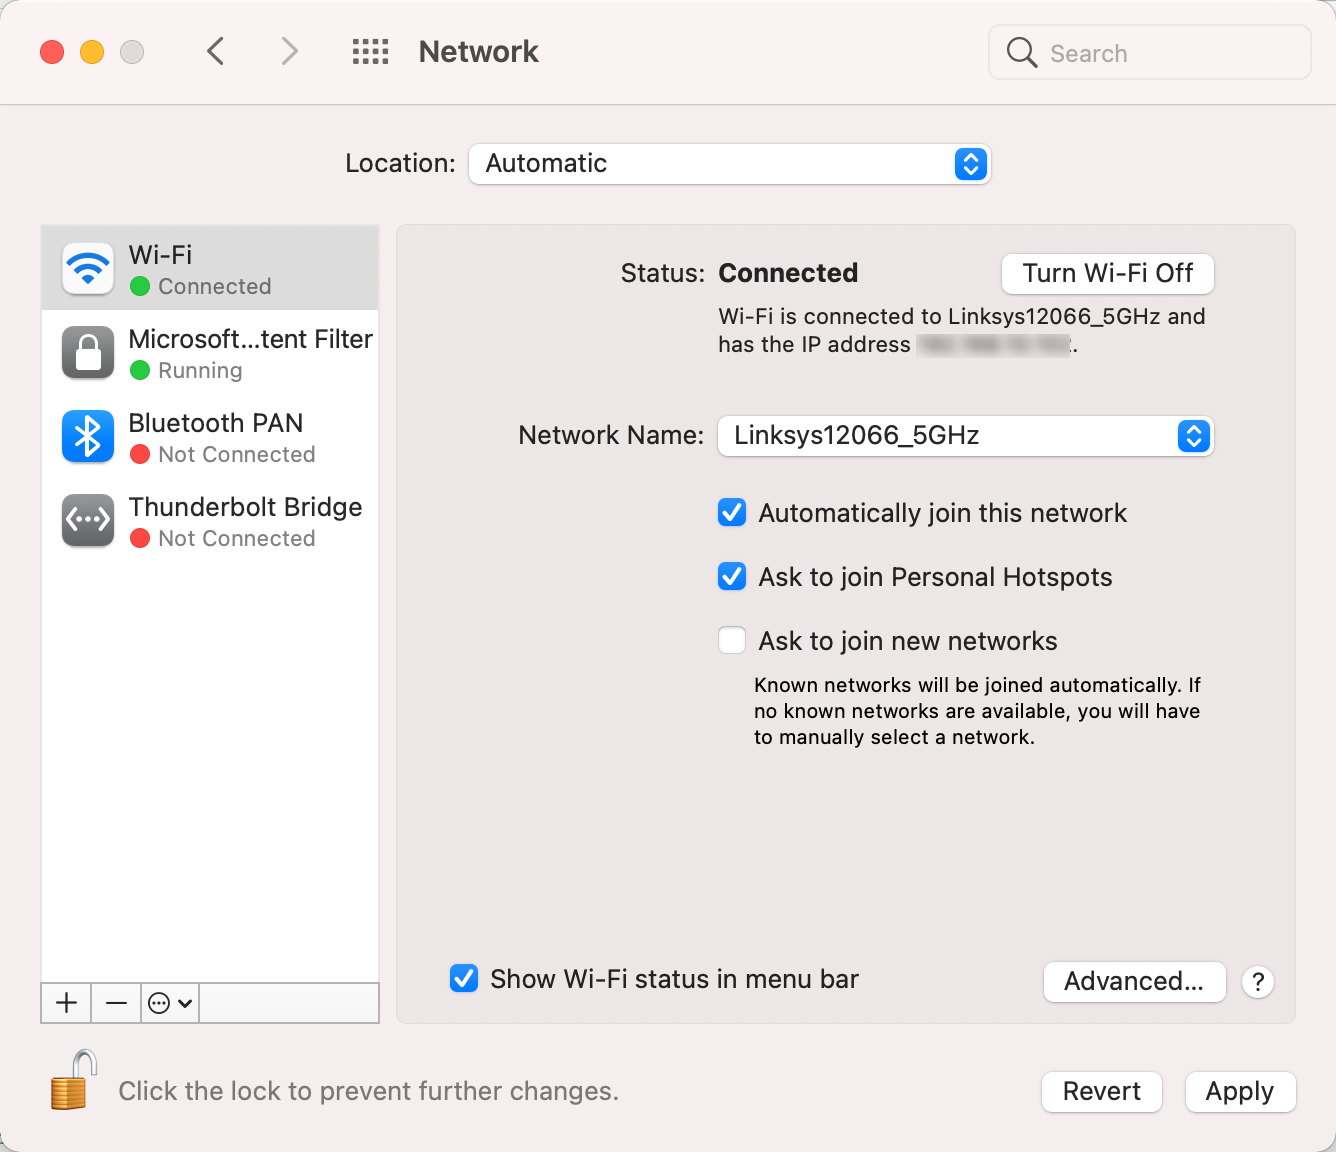 Network
Search
Location:
Automatic
Wi-Fi
Connected
Microsoft...tent Filter
Running
Bluetooth PAN
Not Connected
Thunderbolt Bridge
Not Connected
Status: Connected
Turn Wi-Fi Off
Wi-Fi is connected to Linksys12066_5GHz and
has the IP address
Network Name:
Linksys12066_5GHz
Automatically join this network
Ask to join Personal Hotspots
Ask to join new networks
Known networks will be joined automatically. If
no known networks are available, you will have
to manually select a network.
Show Wi-Fi status in menu bar
Advanced...
?
Click the lock to prevent further changes.
Revert
Apply